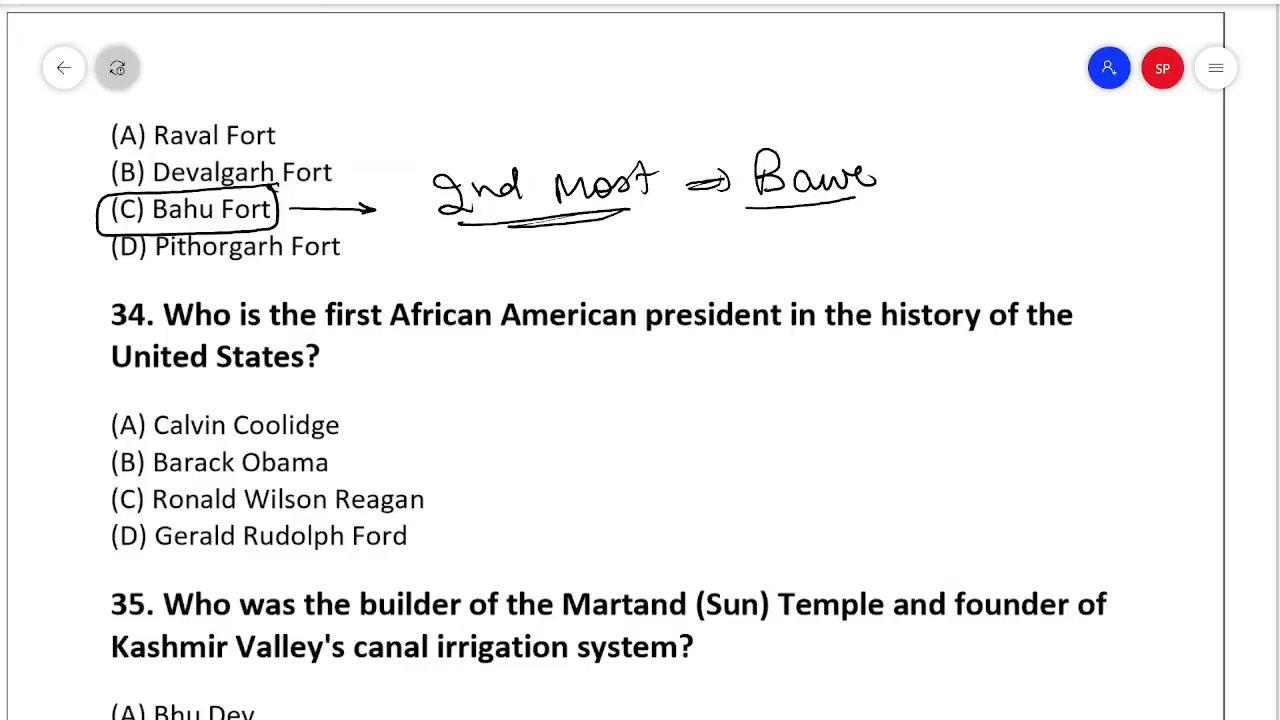 SP
(A) Raval Fort
(B) Devalgarh Fort
(C) Bahu Fort
2nd Most ⇒ Bawe
(D) Pithorgarh Fort
34. Who is the first African American president in the history of the
United States?
(A) Calvin Coolidge
(B) Barack Obama
(C) Ronald Wilson Reagan
(D) Gerald Rudolph Ford
35. Who was the builder of the Martand (Sun) Temple and founder of
Kashmir Valley's canal irrigation system?
(A) Bhu Dev